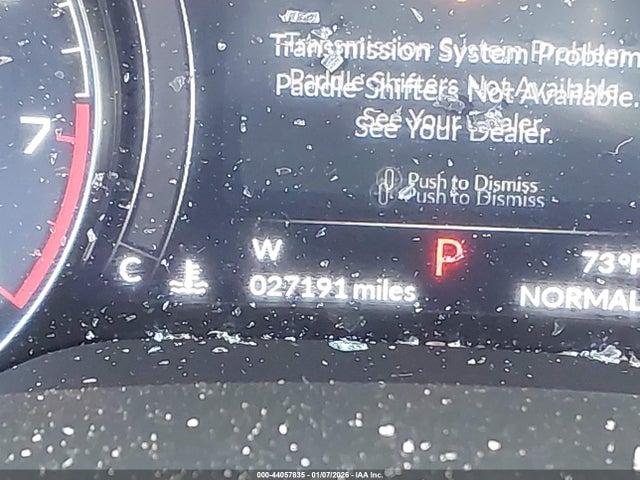 Transmission System Problem
Paddle Shifters Not Available.
See Your Dealer.
Push to Dismiss
7
W
P
73°F
C
027191 miles
NORMAL
000-44057835 - 01/07/2026 - IAA Inc.